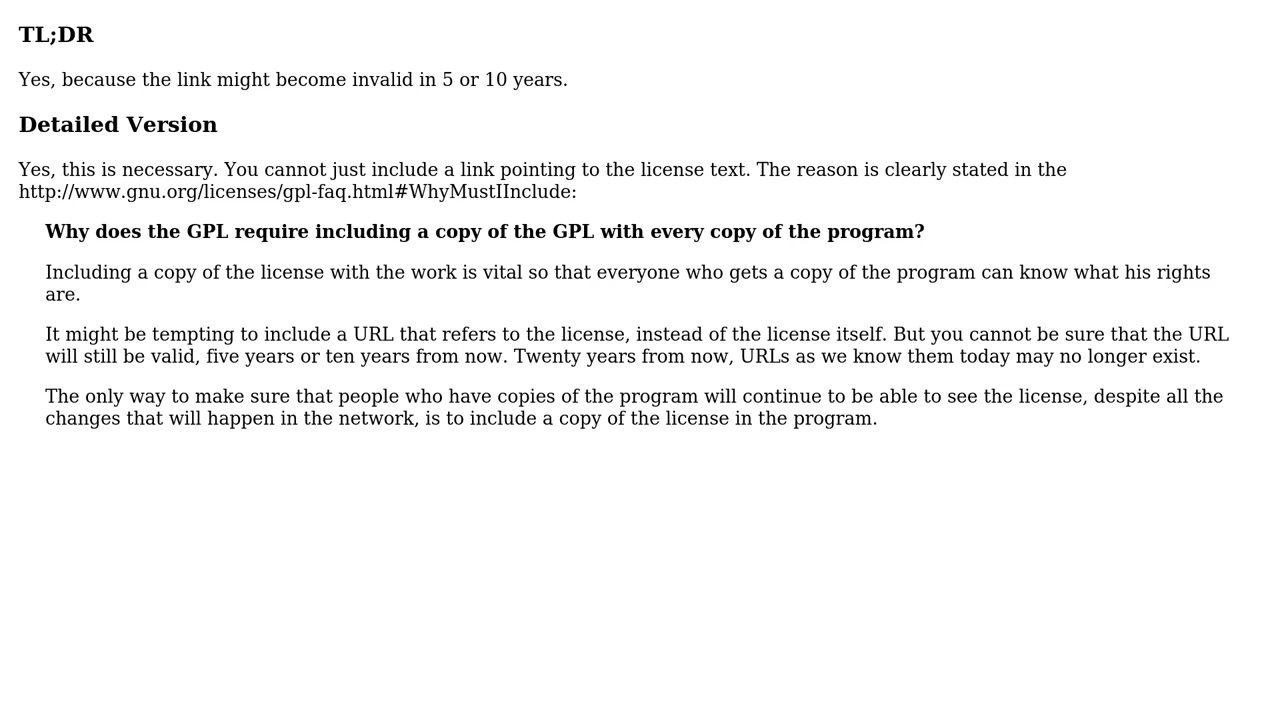 TL;DR
Yes, because the link might become invalid in 5 or 10 years.
Detailed Version
Yes, this is necessary. You cannot just include a link pointing to the license text. The reason is clearly stated in the
http://www.gnu.org/licenses/gpl-faq.html#WhyMustIInclude:
Why does the GPL require including a copy of the GPL with every copy of the program?
Including a copy of the license with the work is vital so that everyone who gets a copy of the program can know what his rights
are.
It might be tempting to include a URL that refers to the license, instead of the license itself. But you cannot be sure that the URL
will still be valid, five years or ten years from now. Twenty years from now, URLs as we know them today may no longer exist.
The only way to make sure that people who have copies of the program will continue to be able to see the license, despite all the
changes that will happen in the network, is to include a copy of the license in the program.